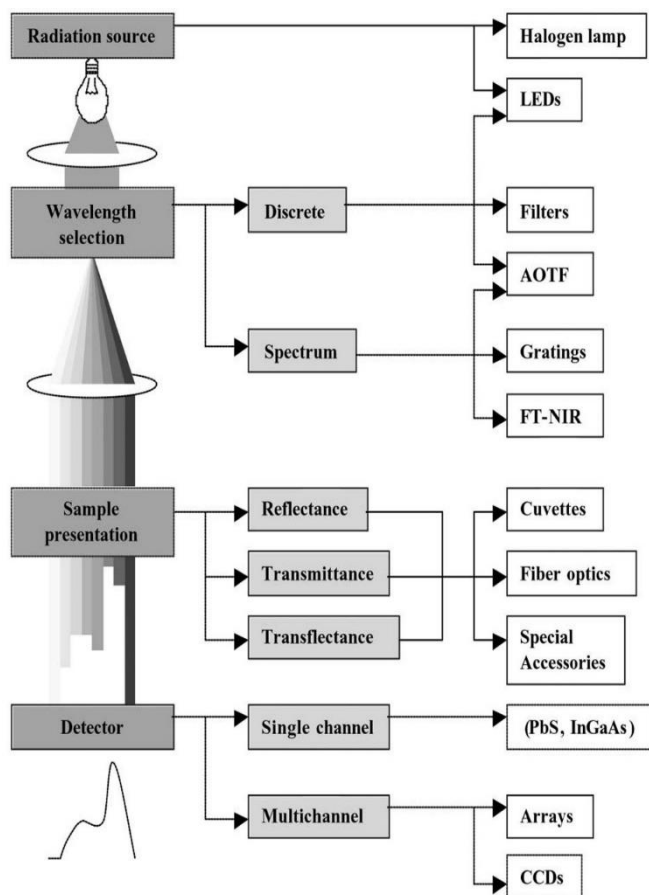 Radiation source
Halogen lamp
LEDs
Wavelength
selection
Discrete
Filters
AOTF
Spectrum
Gratings
FT-NIR
Sample
presentation
Reflectance
Cuvettes
Transmittance
Fiber optics
Transflectance
Special
Accessories
Detector
Single channel
(PbS, InGaAs)
Multichannel
Arrays
CCDs